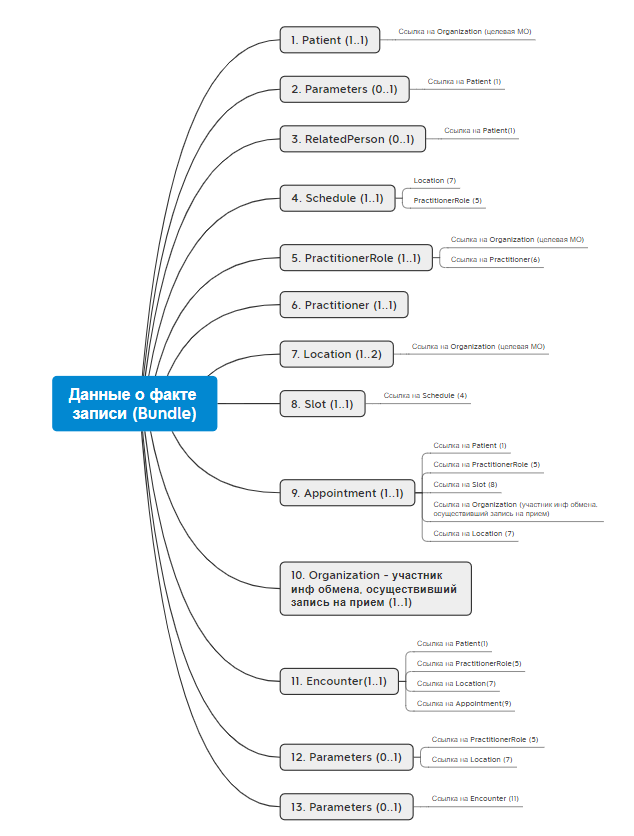 Данные о факте
записи (Bundle)
1. Patient (1..1)
Ссылка на Organization (целевая МО)
2. Parameters (0..1)
Ссылка на Patient (1)
3. RelatedPerson (0..1)
Ссылка на Patient(1)
4. Schedule (1..1)
Location (7)
PractitionerRole (5)
5. PractitionerRole (1..1)
Ссылка на Organization (целевая МО)
Ссылка на Practitioner(6)
6. Practitioner (1..1)
7. Location (1..2)
Ссылка на Organization (целевая МО)
8. Slot (1..1)
Ссылка на Schedule (4)
9. Appointment (1..1)
Ссылка на Patient (1)
Ссылка на PractitionerRole (5)
Ссылка на Slot (8)
Ссылка на Organization (участник инф обмена,
осуществивший запись на прием)
Ссылка на Location (7)
10. Organization - участник
инф обмена, осуществивший
запись на прием (1..1)
11. Encounter(1..1)
Ссылка на Patient(1)
Ссылка на PractitionerRole(5)
Ссылка на Location(7)
Ссылка на Appointment(9)
12. Parameters (0..1)
Ссылка на PractitionerRole (5)
Ссылка на Location (7)
13. Parameters (0..1)
Ссылка на Encounter (11)